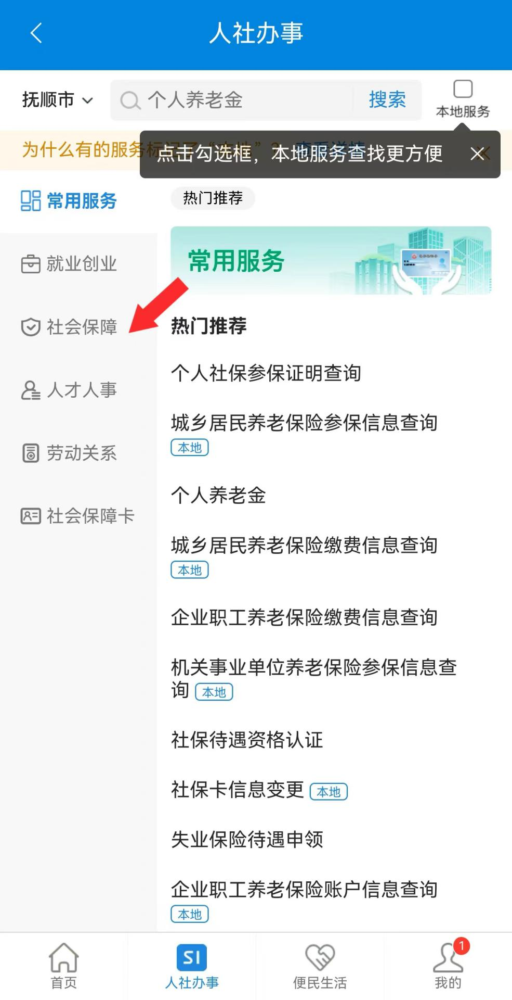 人社办事
抚顺市
个人养老金
搜索
本地服务
为什么有的服务标记了“本地”？ 查看详情
点击勾选框，本地服务查找更方便
常用服务
就业创业
社会保障
人才人事
劳动关系
社会保障卡
热门推荐
常用服务
热门推荐
个人社保参保证明查询
城乡居民养老保险参保信息查询
本地
个人养老金
城乡居民养老保险缴费信息查询
本地
企业职工养老保险缴费信息查询
机关事业单位养老保险参保信息查
询 本地
社保待遇资格认证
社保卡信息变更 本地
失业保险待遇申领
企业职工养老保险账户信息查询
本地
首页
SI
人社办事
便民生活
1
我的